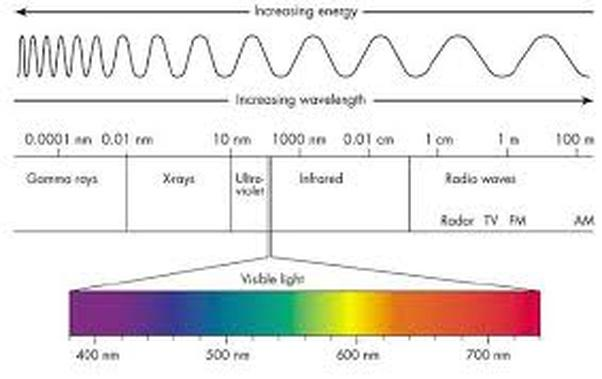 Increasing energy
Increasing wavelength
0.0001 nm 0.01 nm 10 nm 1000 nm 0.01 cm 1 cm 1 m 100 m
Gamma rays X-rays Ultra- Infrared Radio waves
violet
Radar TV FM AM
Visible light
400 nm 500 nm 600 nm 700 nm